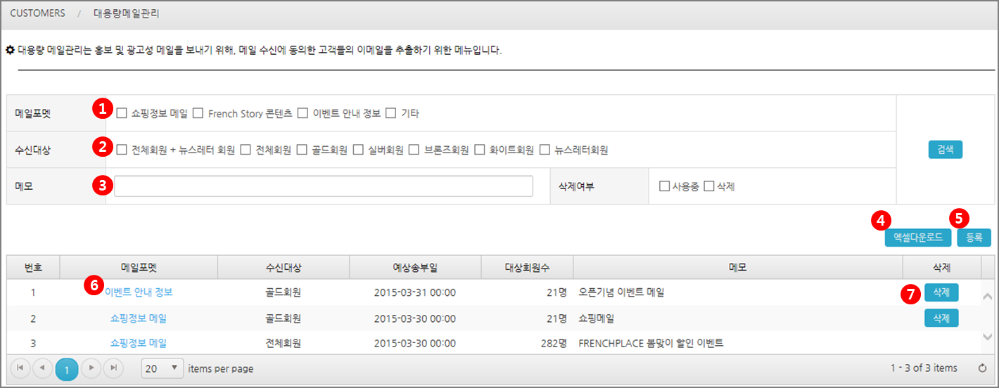 CUSTOMERS / 대용량메일관리
대용량 메일관리는 홍보 및 광고성 메일을 보내기 위해, 메일 수신에 동의한 고객들의 이메일을 추출하기 위한 메뉴입니다.
메일포멧 1 쇼핑정보 메일 French Story 콘텐츠 이벤트 안내 정보 기타
수신대상 2 전체회원 + 뉴스레터 회원 전체회원 골드회원 실버회원 브론즈회원 화이트회원 뉴스레터회원
검색
메모 3 삭제여부 사용중 삭제
4 엑셀다운로드 5 등록
번호 메일포멧 수신대상 예상송부일 대상회원수 메모 삭제
1 6 이벤트 안내 정보 골드회원 2015-03-31 00:00 21명 오픈기념 이벤트 메일 7 삭제
2 쇼핑정보 메일 골드회원 2015-03-30 00:00 21명 쇼핑메일 삭제
3 쇼핑정보 메일 전체회원 2015-03-30 00:00 282명 FRENCHPLACE 봄맞이 할인 이벤트
1 20 items per page 1 - 3 of 3 items